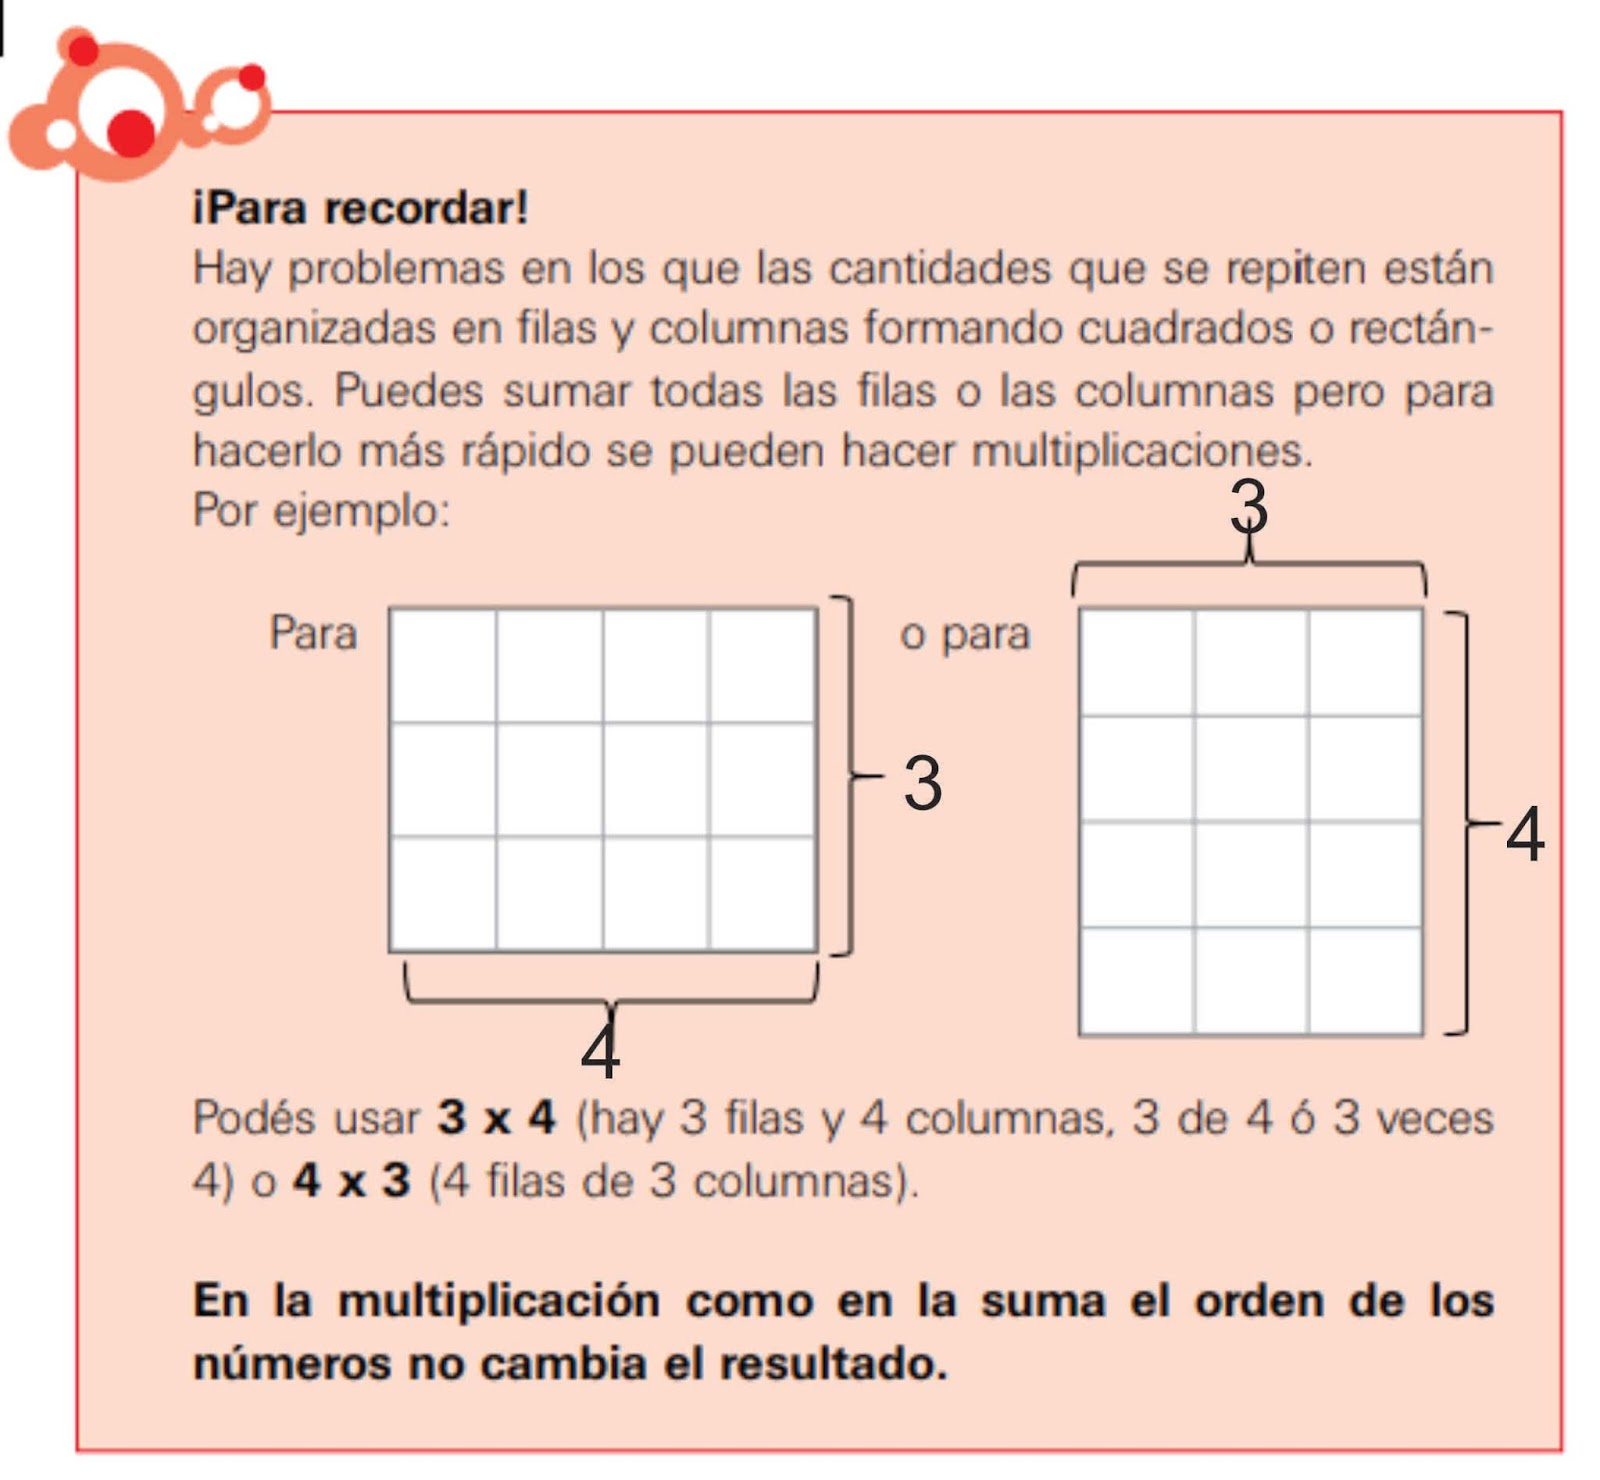 ¡Para recordar!
Hay problemas en los que las cantidades que se repiten están
organizadas en filas y columnas formando cuadrados o rectán-
gulos. Puedes sumar todas las filas o las columnas pero para
hacerlo más rápido se pueden hacer multiplicaciones.
Por ejemplo:
3
Para
o para
3
4
4
Podés usar 3 x 4 (hay 3 filas y 4 columnas, 3 de 4 ó 3 veces
4) o 4 x 3 (4 filas de 3 columnas).
En la multiplicación como en la suma el orden de los
números no cambia el resultado.